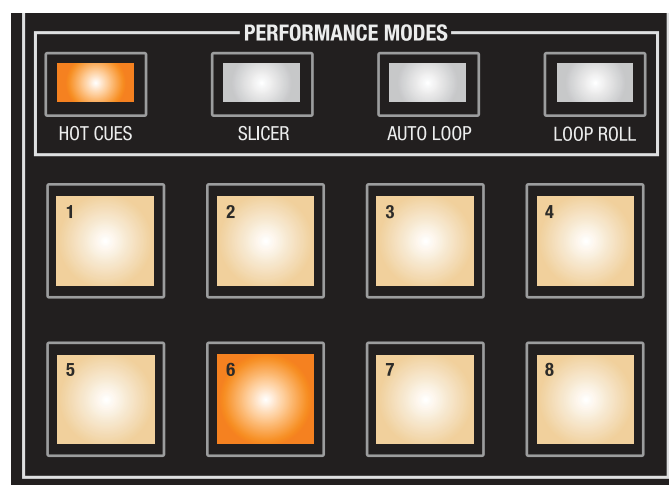 PERFORMANCE MODES
HOT CUES SLICER AUTO LOOP LOOP ROLL
1 2 3 4
5 6 7 8